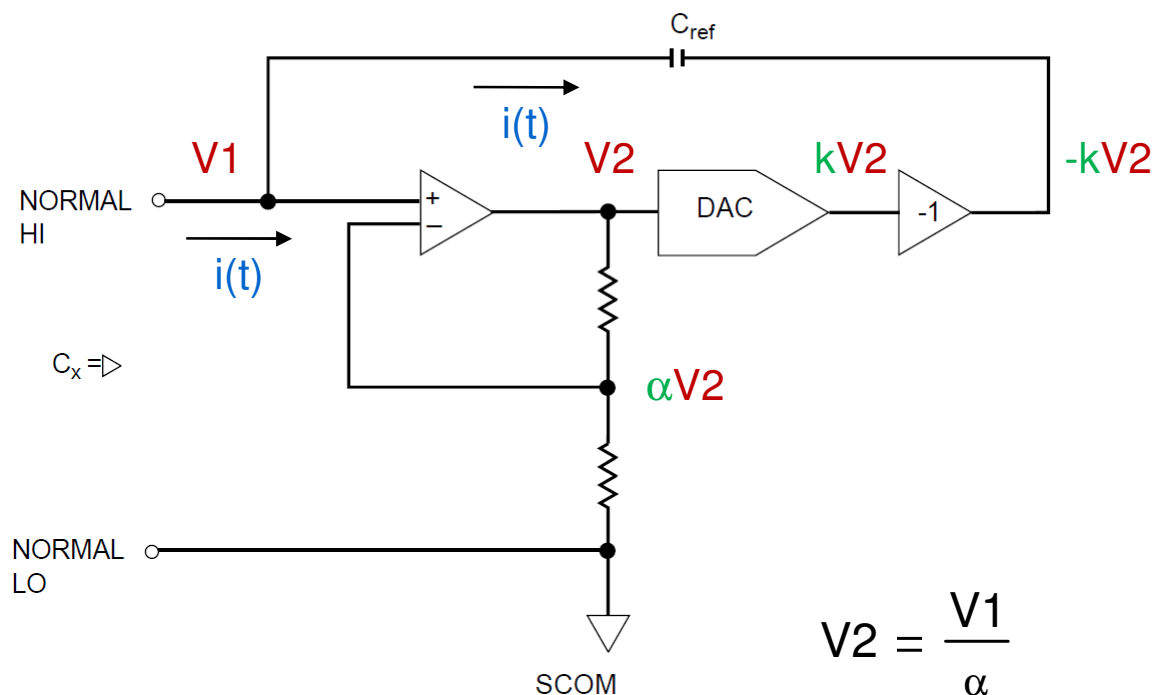 Cref
i(t)
V1
V2
kV2
-kV2
NORMAL
HI
+
−
DAC
-1
i(t)
Cx =
αV2
NORMAL
LO
SCOM
V2 = V1
α